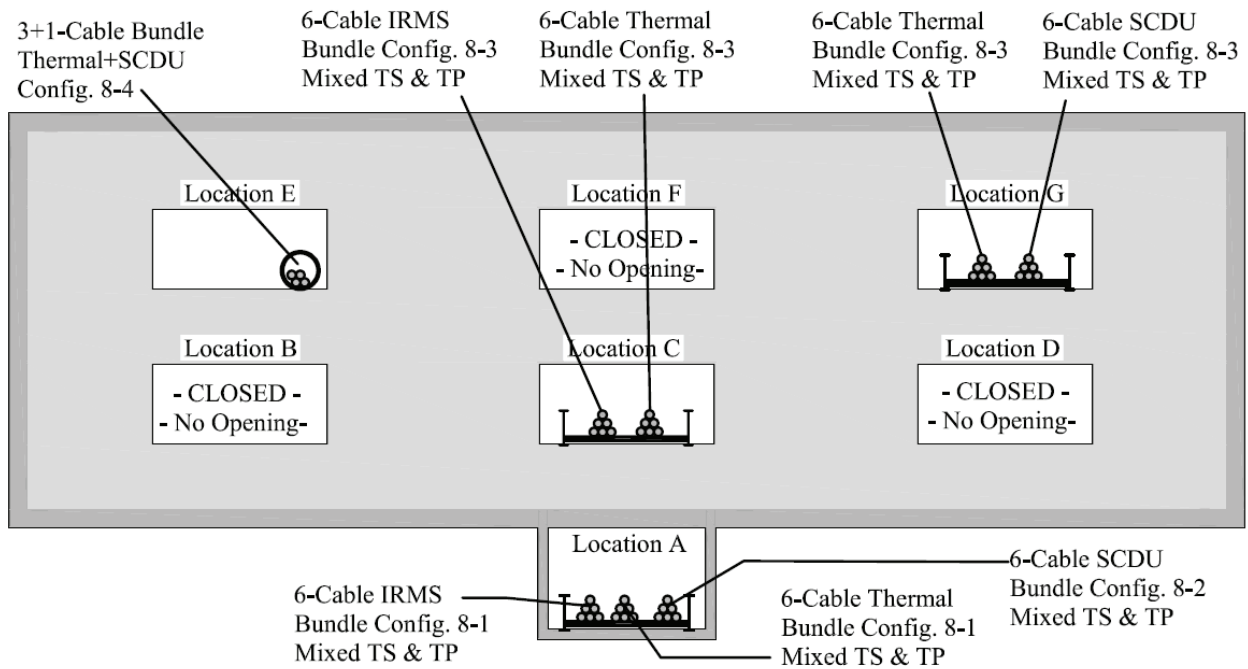 3+1-Cable Bundle
Thermal+SCDU
Config. 8-4
6-Cable IRMS
Bundle Config. 8-3
Mixed TS & TP
6-Cable Thermal
Bundle Config. 8-3
Mixed TS & TP
6-Cable Thermal
Bundle Config. 8-3
Mixed TS & TP
6-Cable SCDU
Bundle Config. 8-3
Mixed TS & TP
Location E
Location F
- CLOSED -
- No Opening-
Location G
Location B
- CLOSED -
- No Opening-
Location C
Location D
- CLOSED -
- No Opening-
Location A
6-Cable IRMS
Bundle Config. 8-1
Mixed TS & TP
6-Cable Thermal
Bundle Config. 8-1
Mixed TS & TP
6-Cable SCDU
Bundle Config. 8-2
Mixed TS & TP